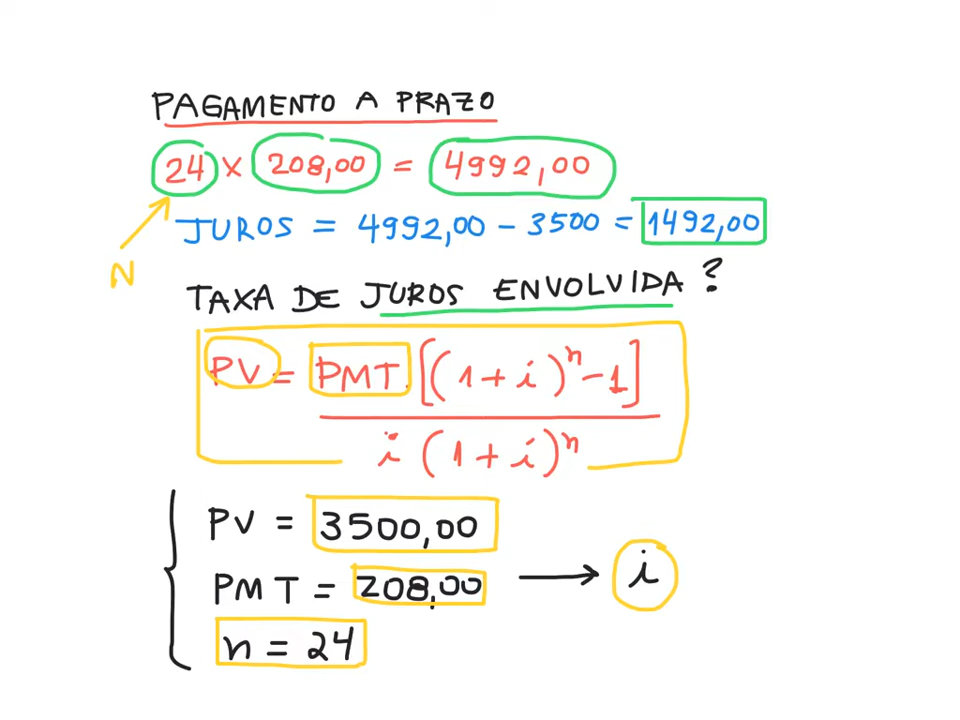 PAGAMENTO A PRAZO
24 × 208,00 = 4992,00
JUROS = 4992,00 - 3500 = 1492,00
N
TAXA DE JUROS ENVOLVIDA ?
PV = PMT. [(1+i)^n - 1]
i (1+i)^n
PV = 3500,00
PMT = 208,00 → i
n = 24